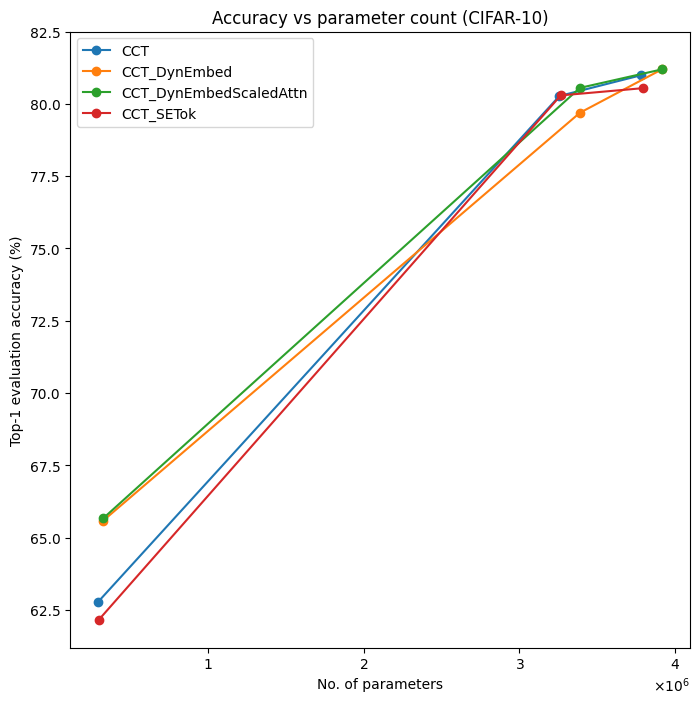 Accuracy vs parameter count (CIFAR-10)
CCT
CCT_DynEmbed
CCT_DynEmbedScaledAttn
CCT_SETok
Top-1 evaluation accuracy (%)
82.5
80.0
77.5
75.0
72.5
70.0
67.5
65.0
62.5
1 2 3 4
No. of parameters
×10⁶